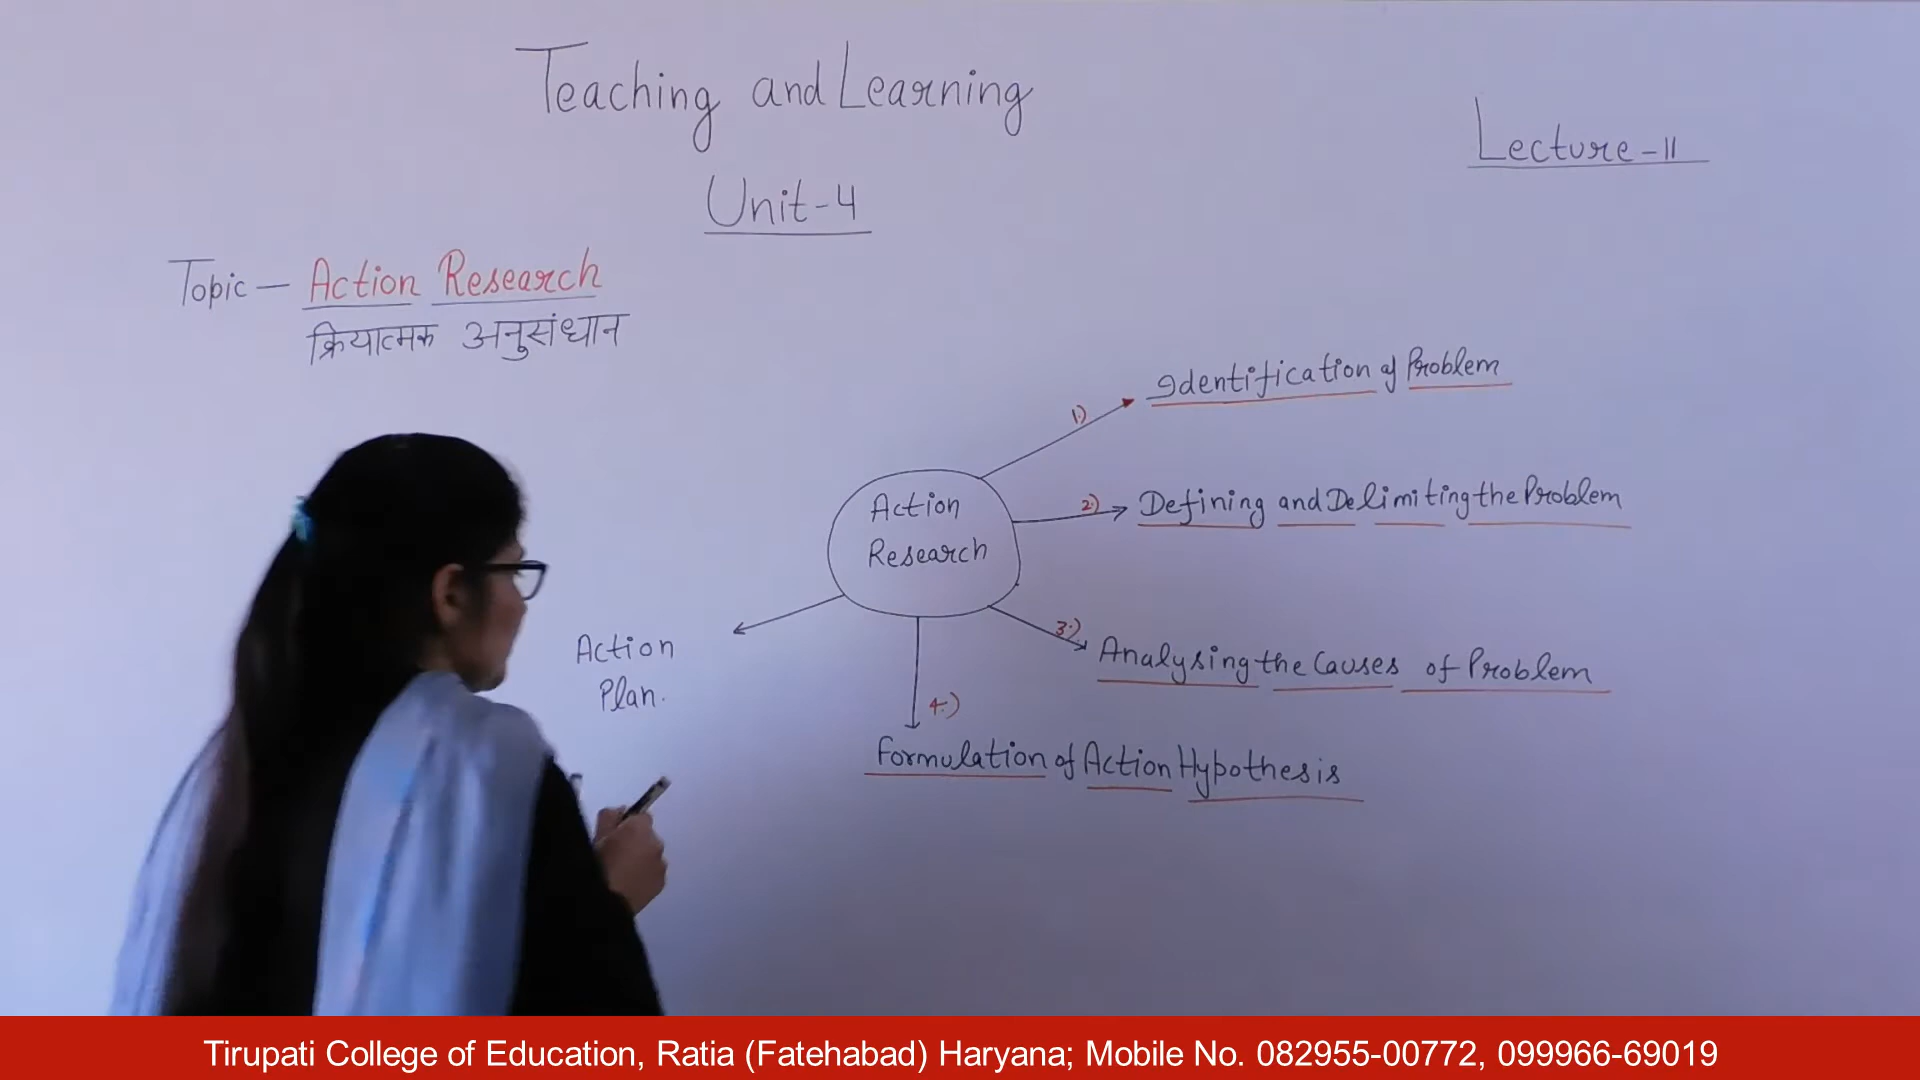 Teaching and Learning
Lecture-11
Unit-4
Topic — Action Research
क्रियात्मक अनुसंधान
1.) Identification of Problem
Action
Research
2.) Defining and Delimiting the Problem
3.) Analysing the Causes of Problem
Action
Plan.
4.) Formulation of Action Hypothesis
Tirupati College of Education, Ratia (Fatehabad) Haryana; Mobile No. 082955-00772, 099966-69019